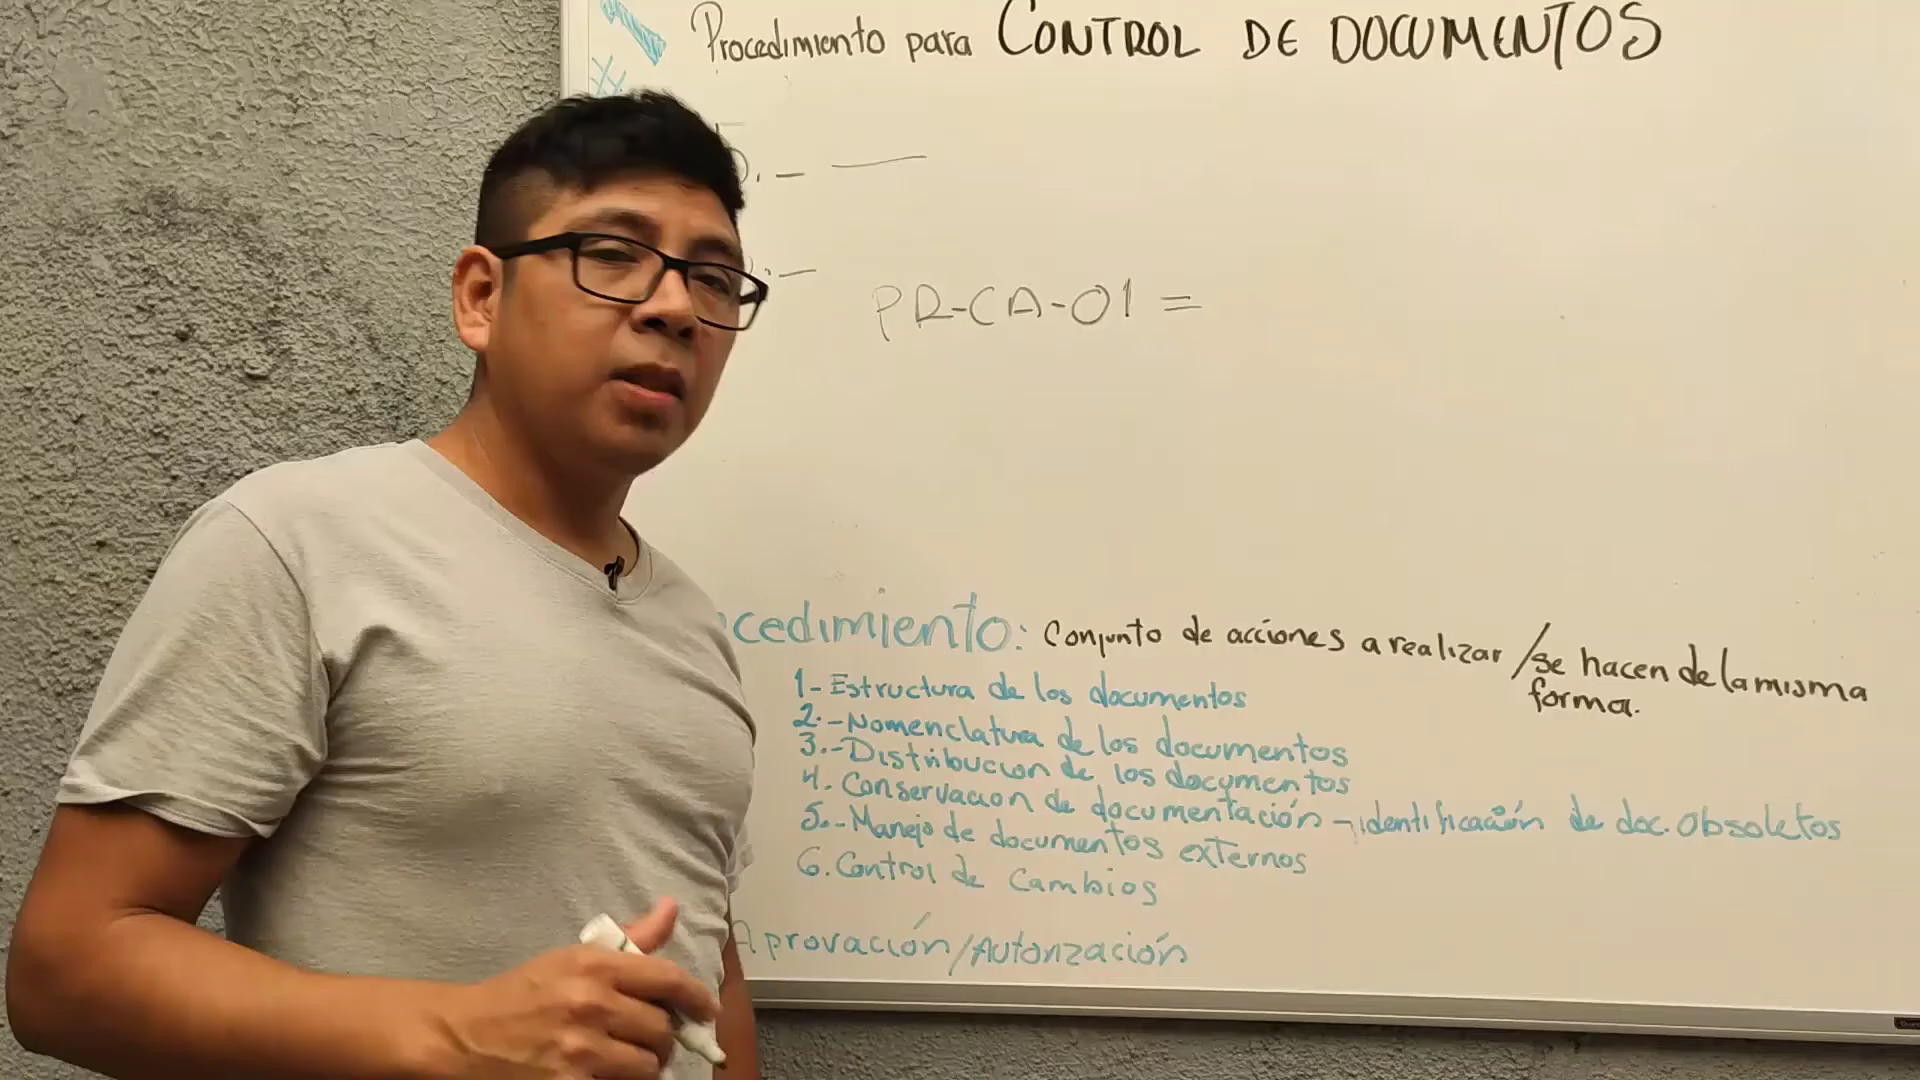 Procedimiento para CONTROL DE DOCUMENTOS
PR-CA-01 =
cedimiento: Conjunto de acciones a realizar / se hacen de la misma
forma.
1- Estructura de los documentos
2.- Nomenclatura de los documentos
3.- Distribucion de los documentos
4. Conservacion de documentación - identificación de doc. Obsoletos
5.- Manejo de documentos externos
6. Control de Cambios
Aprovación/Autorización